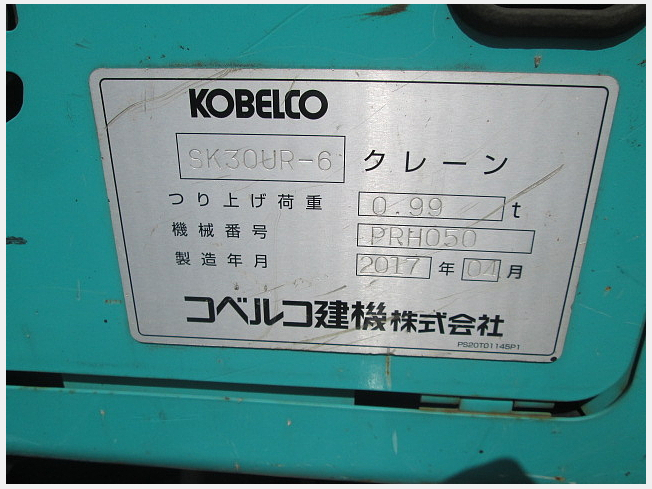 KOBELCO
SK30UR-6 クレーン
つり上げ荷重 0.99 t
機械番号 PRH050
製造年月 2017 年 04 月
コベルコ建機株式会社
PS20T01145P1